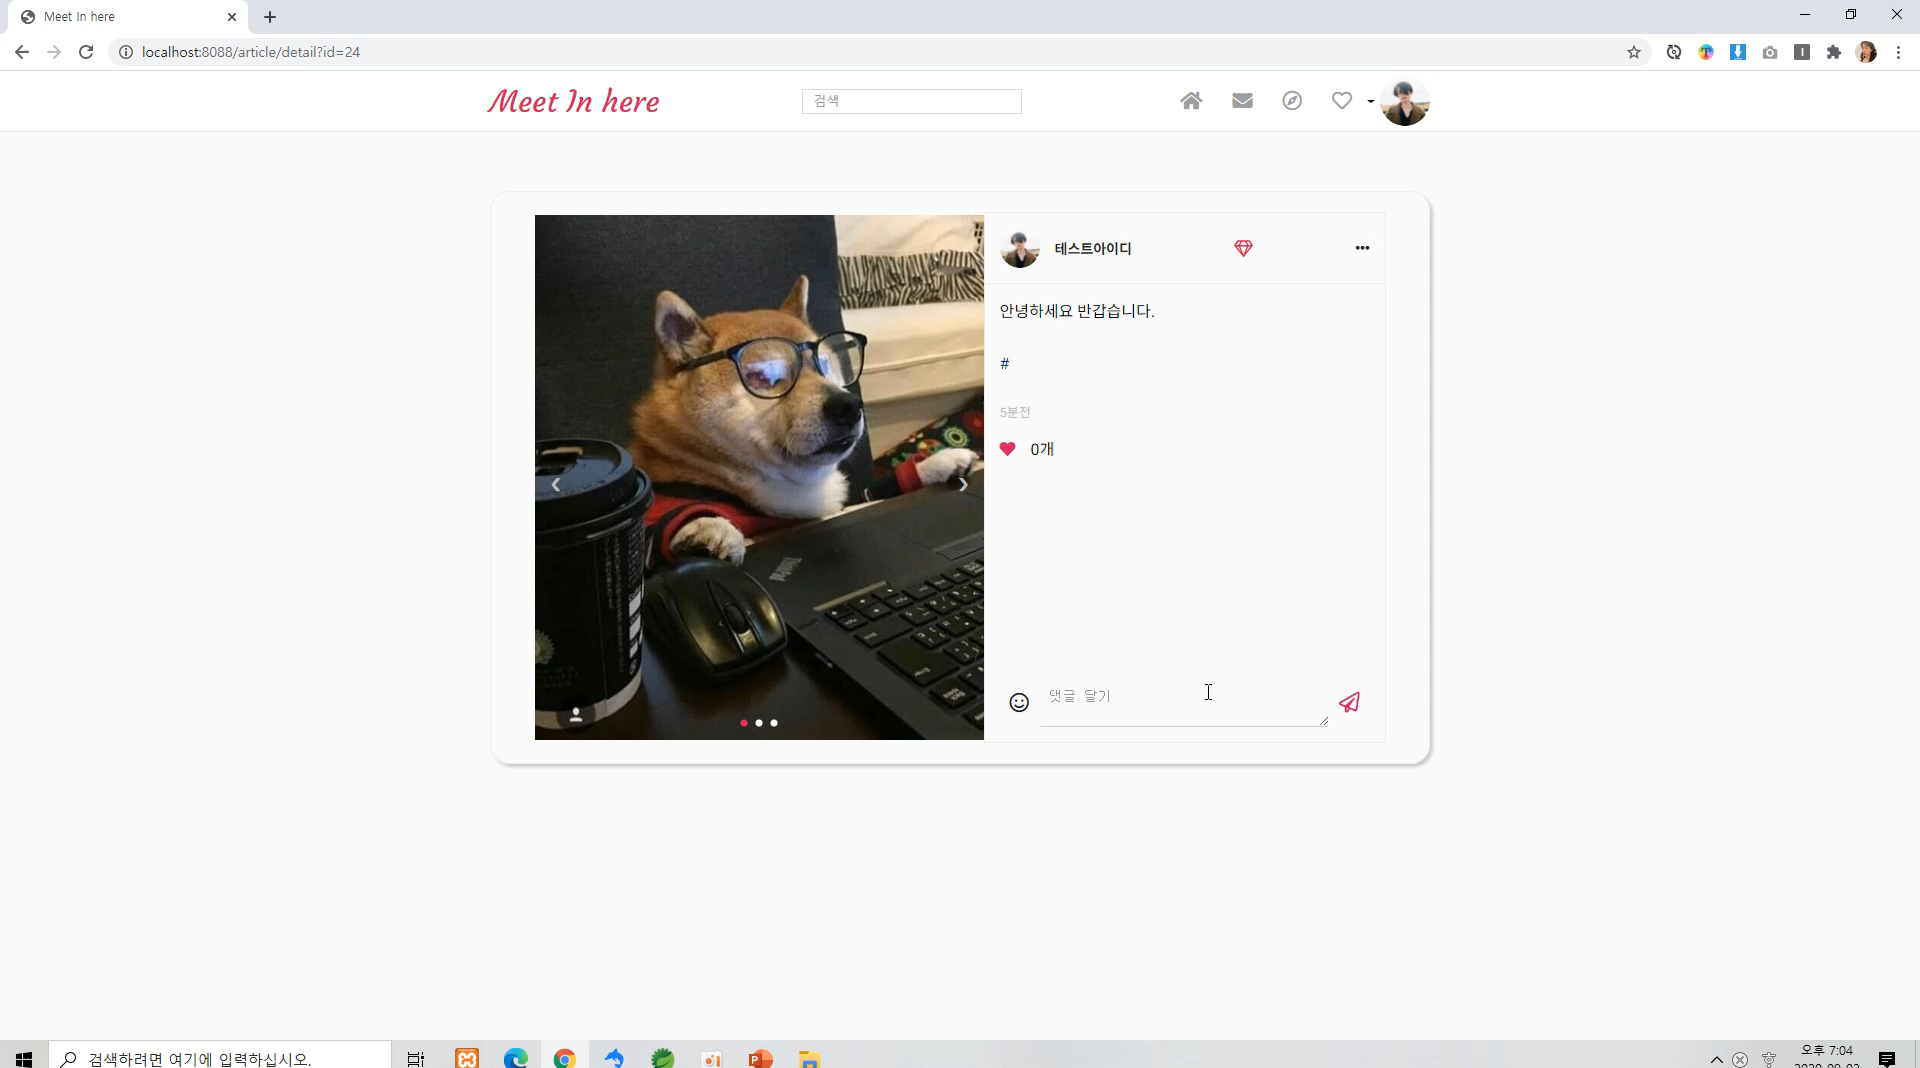 Meet In here
localhost:8088/article/detail?id=24
Meet In here
검색
테스트아이디
안녕하세요 반갑습니다.
#
5분전
0개
댓글 달기
검색하려면 여기에 입력하십시오.
오후 7:04